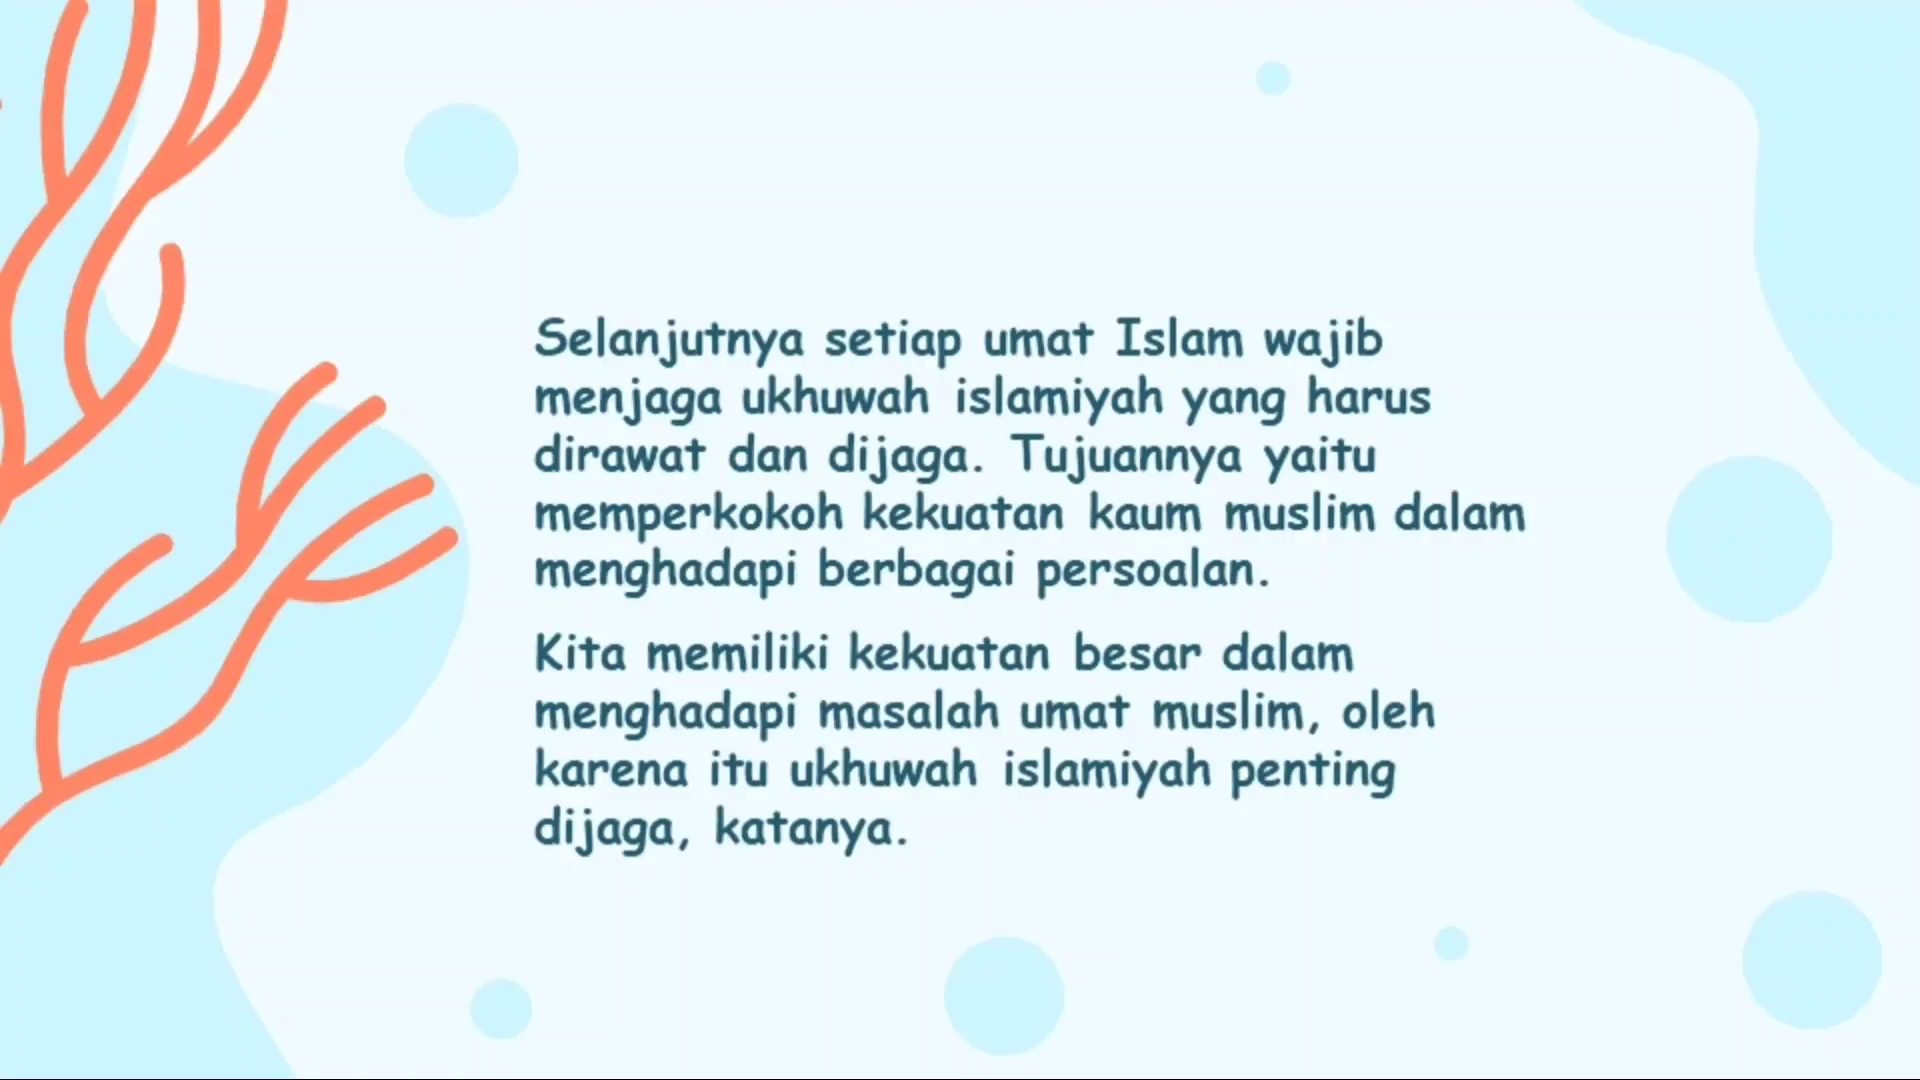 Selanjutnya setiap umat Islam wajib
menjaga ukhuwah islamiyah yang harus
dirawat dan dijaga. Tujuannya yaitu
memperkokoh kekuatan kaum muslim dalam
menghadapi berbagai persoalan.
Kita memiliki kekuatan besar dalam
menghadapi masalah umat muslim, oleh
karena itu ukhuwah islamiyah penting
dijaga, katanya.